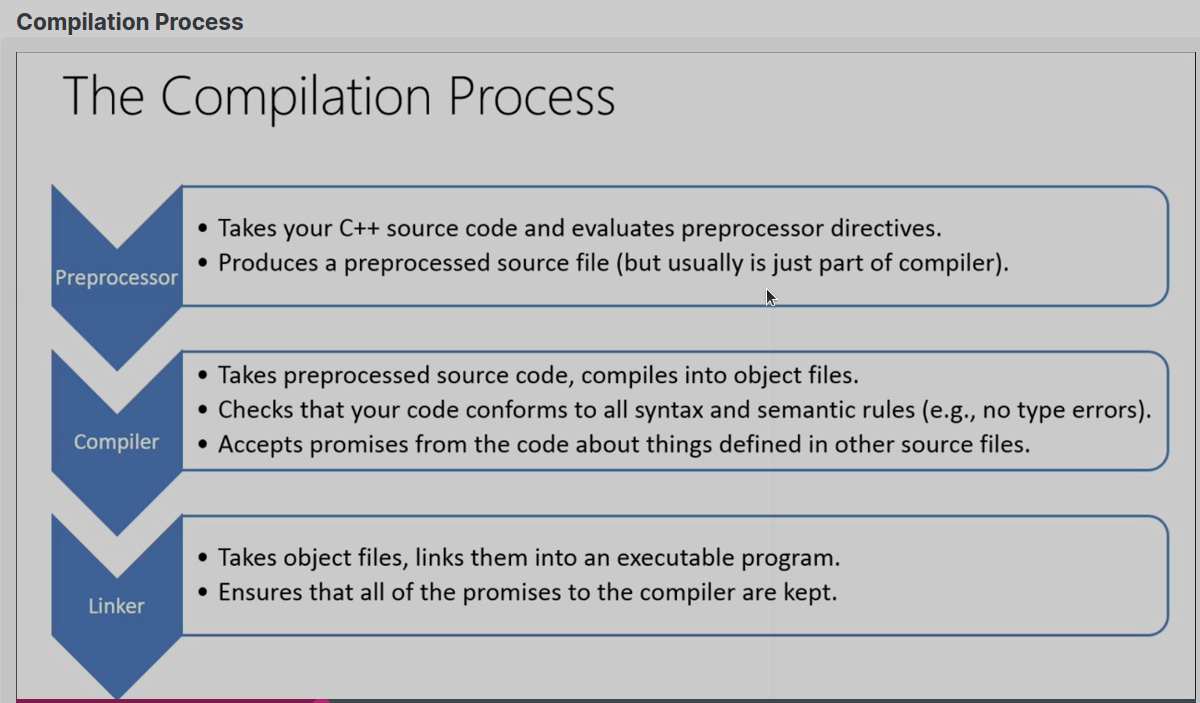 Compilation Process
The Compilation Process
Preprocessor
• Takes your C++ source code and evaluates preprocessor directives.
• Produces a preprocessed source file (but usually is just part of compiler).
Compiler
• Takes preprocessed source code, compiles into object files.
• Checks that your code conforms to all syntax and semantic rules (e.g., no type errors).
• Accepts promises from the code about things defined in other source files.
Linker
• Takes object files, links them into an executable program.
• Ensures that all of the promises to the compiler are kept.